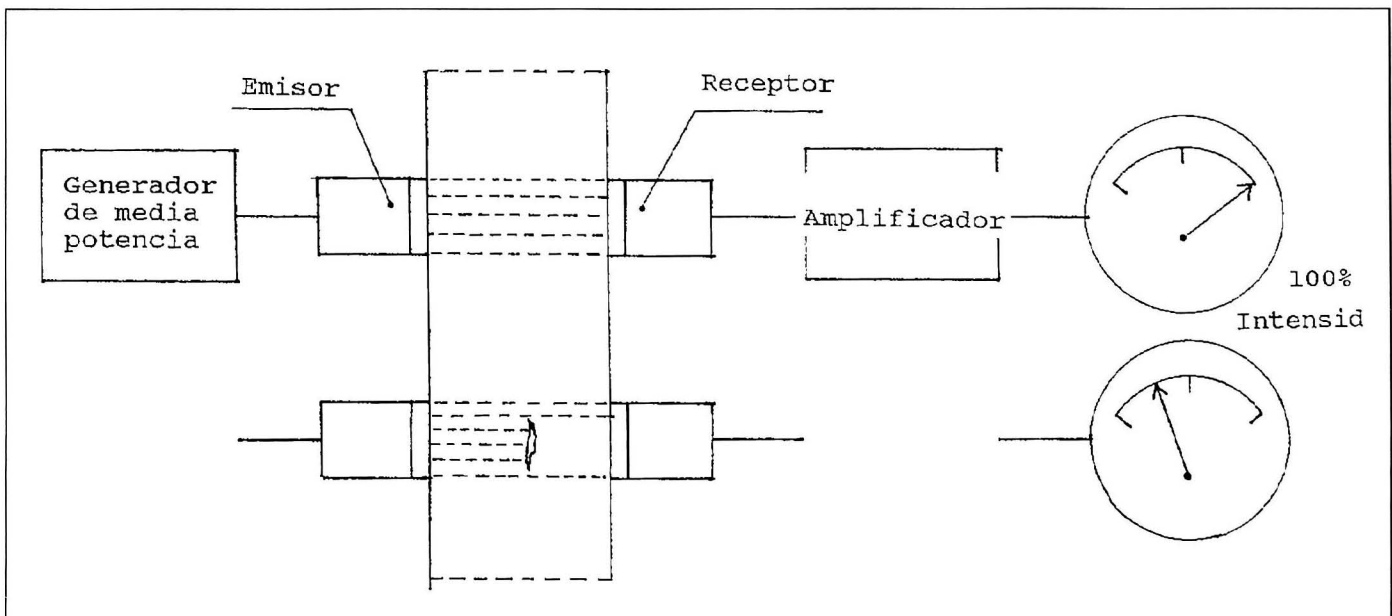 Emisor
Receptor
Generador
de media
potencia
Amplificador
100%
Intensid